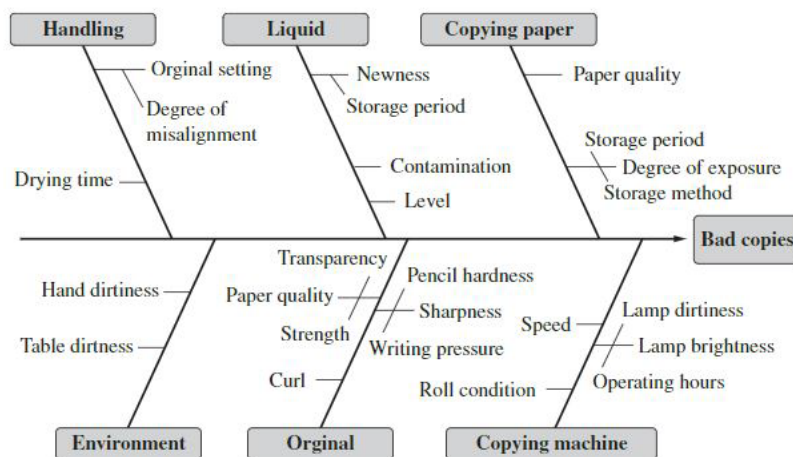 Handling
Liquid
Copying paper
Orginal setting
Degree of
misalignment
Drying time
Newness
Storage period
Contamination
Level
Paper quality
Storage period
Degree of exposure
Storage method
Bad copies
Hand dirtiness
Table dirtness
Transparency
Paper quality
Strength
Curl
Pencil hardness
Sharpness
Writing pressure
Speed
Roll condition
Lamp dirtiness
Lamp brightness
Operating hours
Environment
Orginal
Copying machine